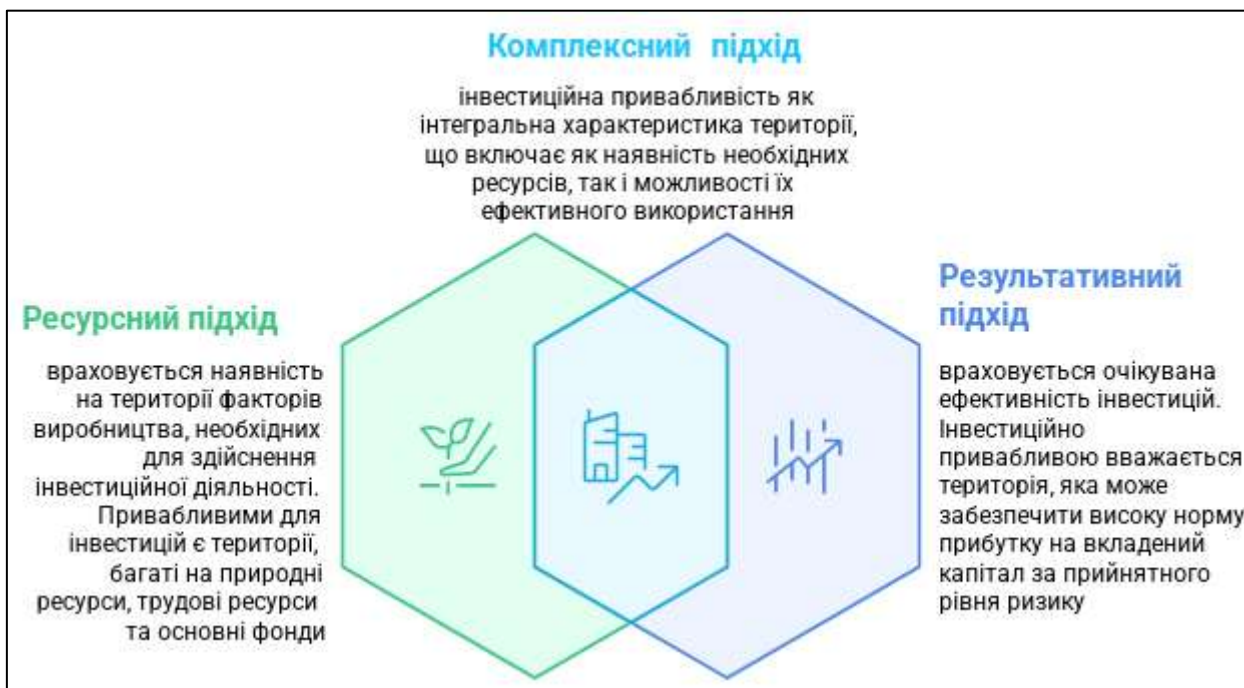 Комплексний підхід
інвестиційна привабливість як
інтегральна характеристика території,
що включає як наявність необхідних
ресурсів, так і можливості їх
ефективного використання
Ресурсний підхід
враховується наявність
на території факторів
виробництва, необхідних
для здійснення
інвестиційної діяльності.
Привабливими для
інвестицій є території,
багаті на природні
ресурси, трудові ресурси
та основні фонди
Результативний
підхід
враховується очікувана
ефективність інвестицій.
Інвестиційно
привабливою вважається
територія, яка може
забезпечити високу норму
прибутку на вкладений
капітал за прийнятного
рівня ризику